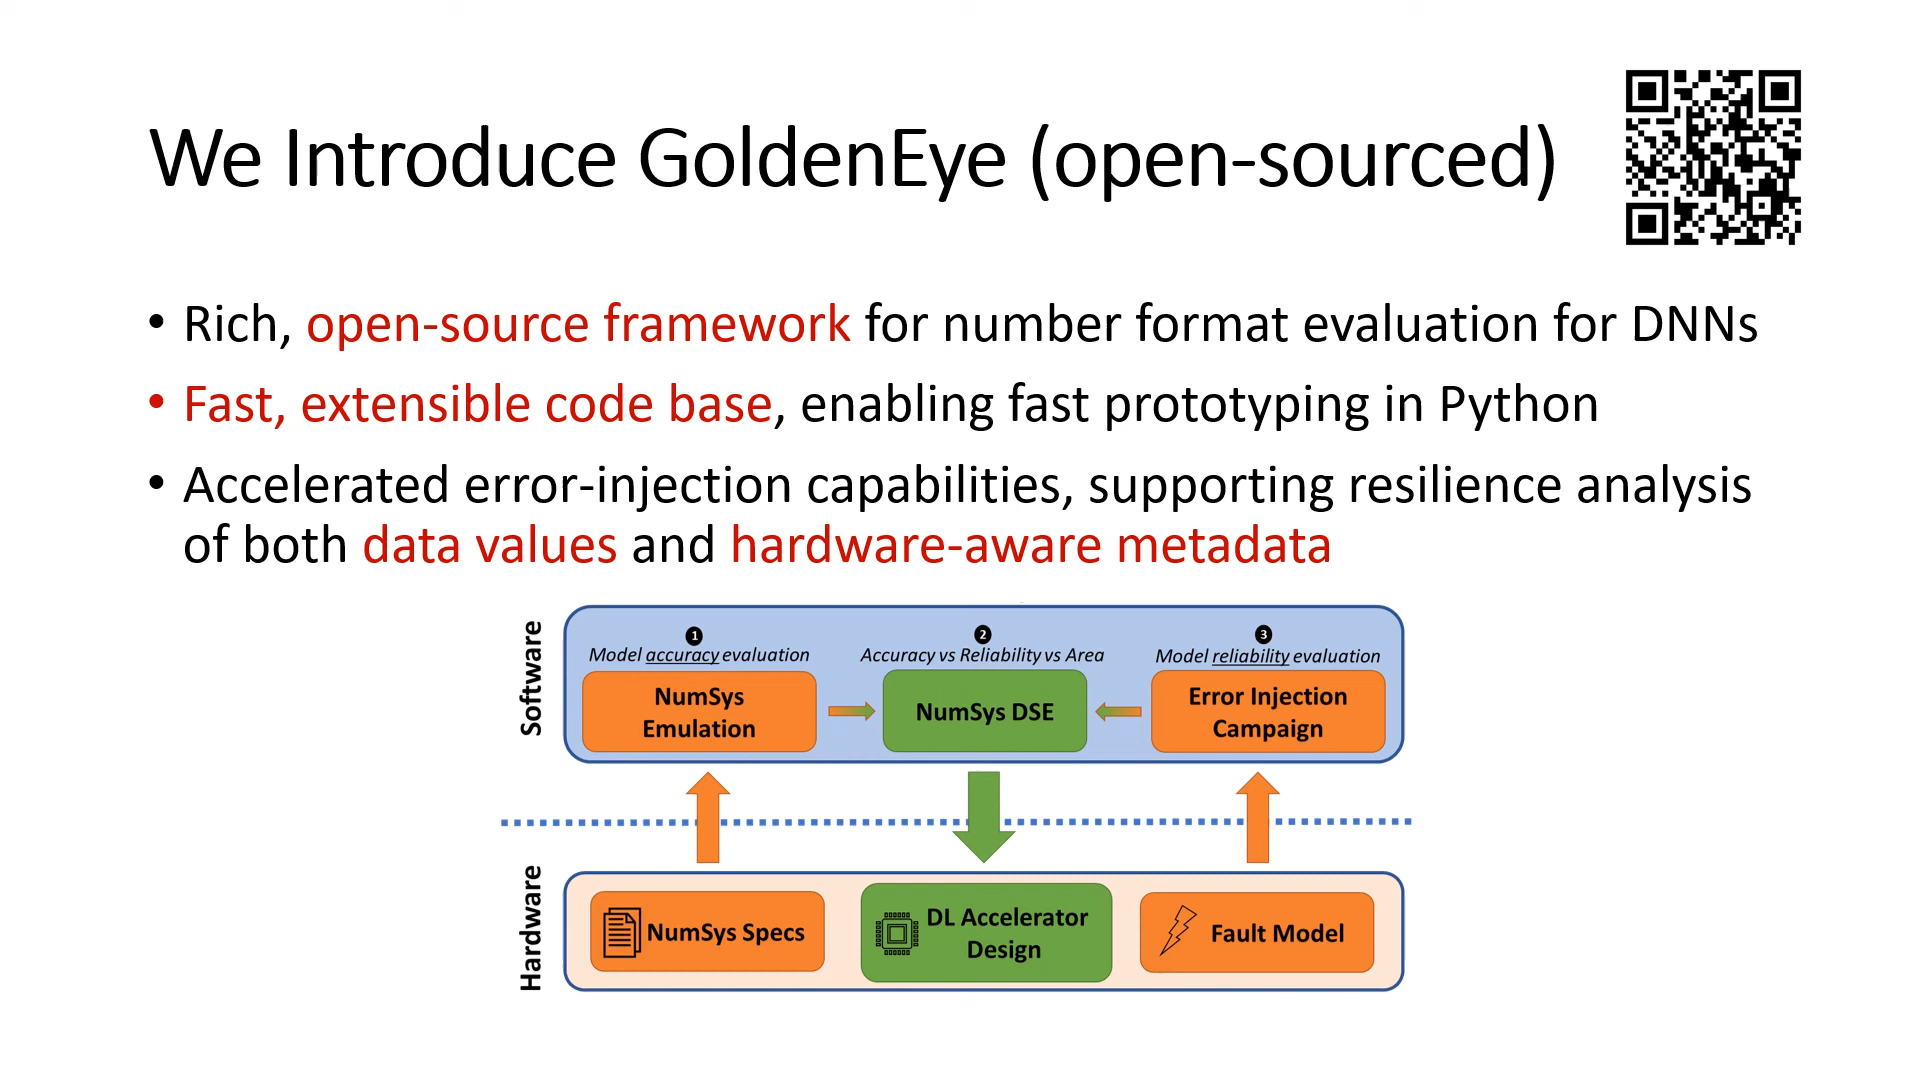 We Introduce GoldenEye (open-sourced)
• Rich, open-source framework for number format evaluation for DNNs
• Fast, extensible code base, enabling fast prototyping in Python
• Accelerated error-injection capabilities, supporting resilience analysis
of both data values and hardware-aware metadata
Software
1
Model accuracy evaluation
NumSys
Emulation
2
Accuracy vs Reliability vs Area
NumSys DSE
3
Model reliability evaluation
Error Injection
Campaign
Hardware
NumSys Specs
DL Accelerator
Design
Fault Model